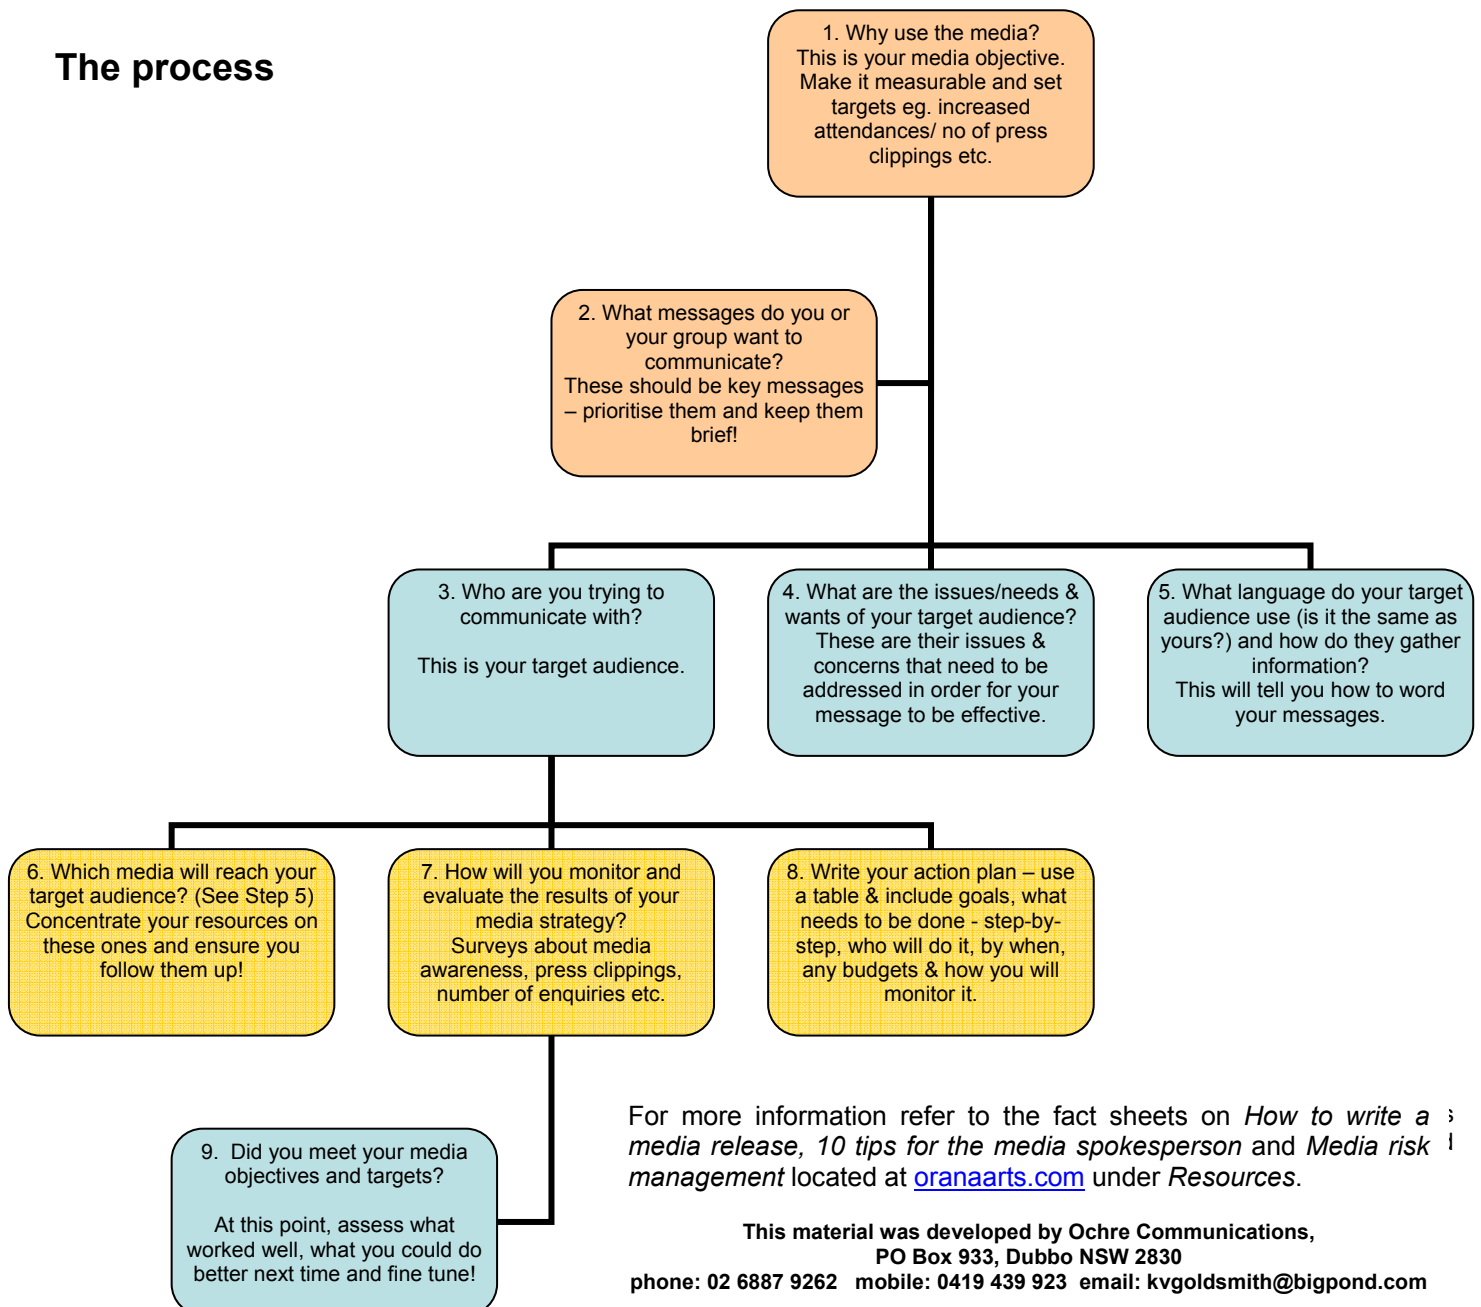 The process
1. Why use the media?
This is your media objective.
Make it measurable and set
targets eg. increased
attendances/ no of press
clippings etc.
2. What messages do you or
your group want to
communicate?
These should be key messages
– prioritise them and keep them
brief!
3. Who are you trying to
communicate with?
This is your target audience.
4. What are the issues/needs &
wants of your target audience?
These are their issues &
concerns that need to be
addressed in order for your
message to be effective.
5. What language do your target
audience use (is it the same as
yours?) and how do they gather
information?
This will tell you how to word
your messages.
6. Which media will reach your
target audience? (See Step 5)
Concentrate your resources on
these ones and ensure you
follow them up!
7. How will you monitor and
evaluate the results of your
media strategy?
Surveys about media
awareness, press clippings,
number of enquiries etc.
8. Write your action plan – use
a table & include goals, what
needs to be done - step-by-
step, who will do it, by when,
any budgets & how you will
monitor it.
9. Did you meet your media
objectives and targets?
At this point, assess what
worked well, what you could do
better next time and fine tune!
For more information refer to the fact sheets on How to write a
media release, 10 tips for the media spokesperson and Media risk
management located at oranaarts.com under Resources.
This material was developed by Ochre Communications,
PO Box 933, Dubbo NSW 2830
phone: 02 6887 9262 mobile: 0419 439 923 email: kvgoldsmith@bigpond.com